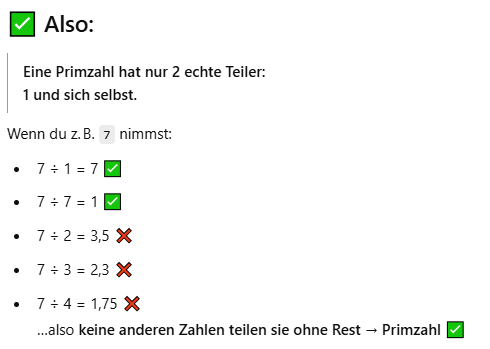 ✅ Also:
Eine Primzahl hat nur 2 echte Teiler:
1 und sich selbst.
Wenn du z. B. 7 nimmst:
• 7 ÷ 1 = 7 ✅
• 7 ÷ 7 = 1 ✅
• 7 ÷ 2 = 3,5 ❌
• 7 ÷ 3 = 2,3 ❌
• 7 ÷ 4 = 1,75 ❌
…also keine anderen Zahlen teilen sie ohne Rest → Primzahl ✅